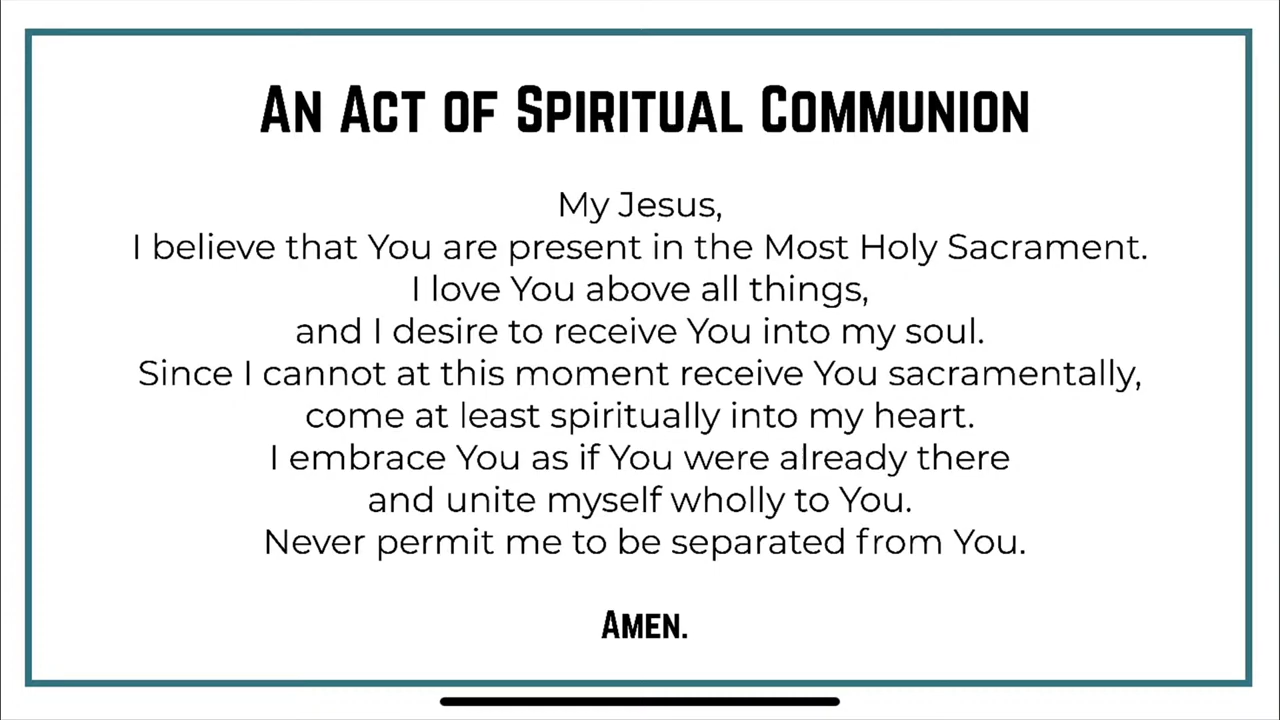 An Act of Spiritual Communion
My Jesus,
I believe that You are present in the Most Holy Sacrament.
I love You above all things,
and I desire to receive You into my soul.
Since I cannot at this moment receive You sacramentally,
come at least spiritually into my heart.
I embrace You as if You were already there
and unite myself wholly to You.
Never permit me to be separated from You.
Amen.